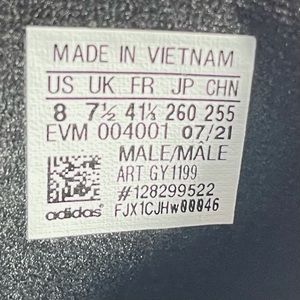 MADE IN VIETNAM
US UK FR JP CHN
8 7½ 41⅓ 260 255
EVM 004001 07/21
MALE/MÂLE
ART GY1199
#128299522
adidas FJX1CJHW00046